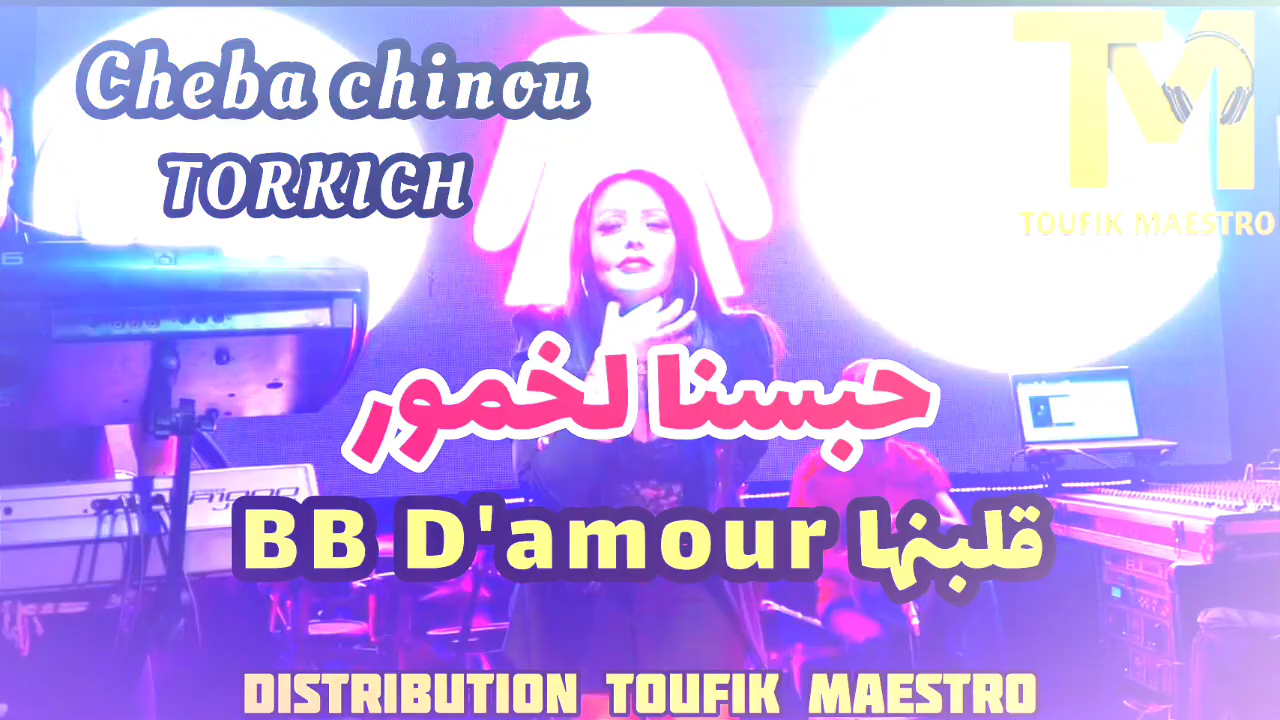 Cheba chinou
TORKICH
TM
TOUFIK MAESTRO
حبسنا لخمور
BB D'amour قلبنها
DISTRIBUTION TOUFIK MAESTRO